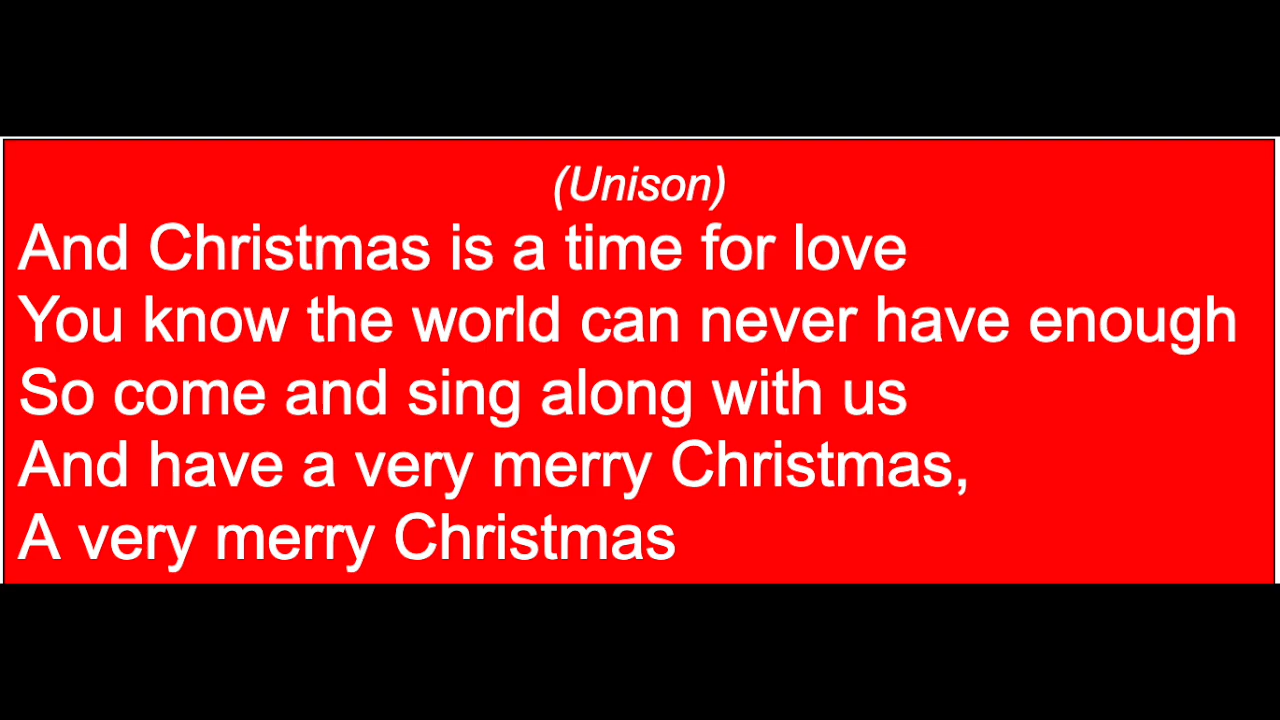 (Unison)
And Christmas is a time for love
You know the world can never have enough
So come and sing along with us
And have a very merry Christmas,
A very merry Christmas